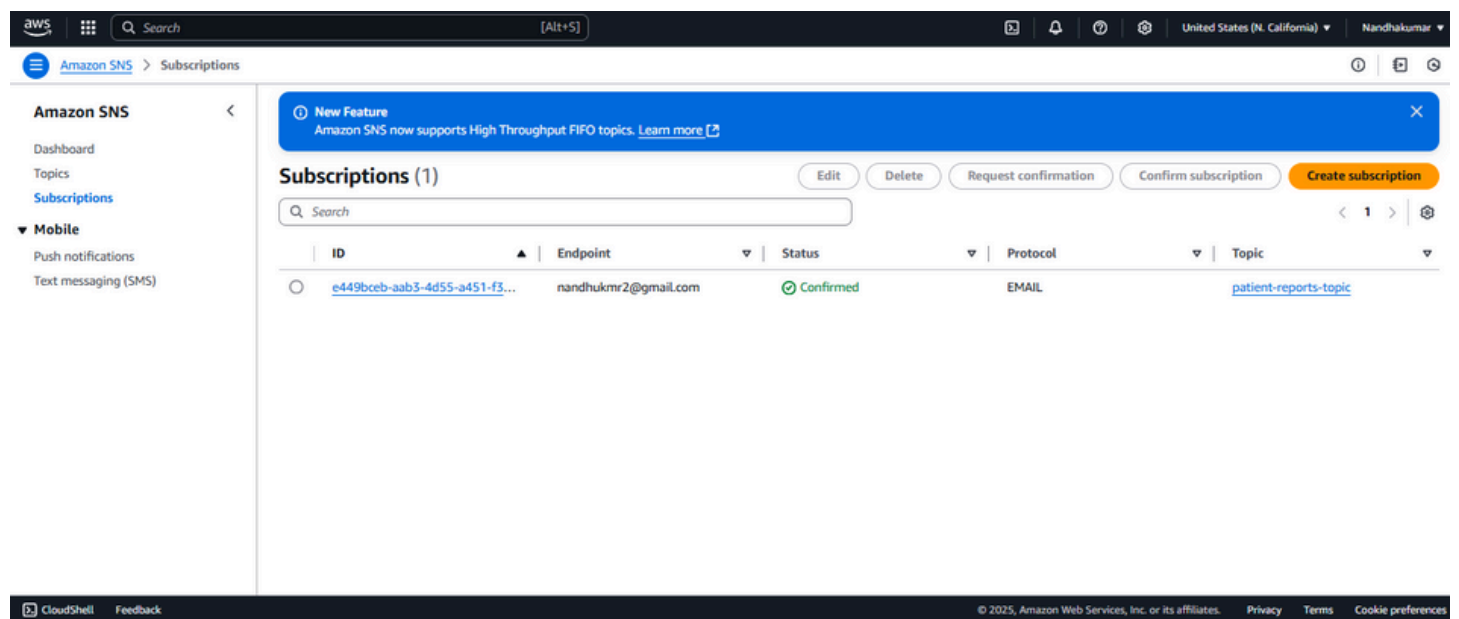 aws Search [Alt+S] United States (N. California) Nandhakumar
Amazon SNS > Subscriptions
Amazon SNS
Dashboard
Topics
Subscriptions
Mobile
Push notifications
Text messaging (SMS)
New Feature
Amazon SNS now supports High Throughput FIFO topics. Learn more
Subscriptions (1) Edit Delete Request confirmation Confirm subscription Create subscription
Search 1
ID Endpoint Status Protocol Topic
e449bceb-aab3-4d55-a451-f3... nandhukmr2@gmail.com Confirmed EMAIL patient-reports-topic
CloudShell Feedback © 2025, Amazon Web Services, Inc. or its affiliates. Privacy Terms Cookie preferences